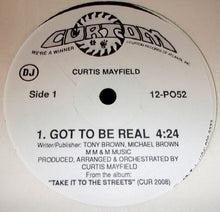 CURTOM
WE'RE A WINNER
DJ
CURTIS MAYFIELD
Side 1
12-PO52
1. GOT TO BE REAL 4:24
Writer/Publisher: TONY BROWN, MICHAEL BROWN
M M & M MUSIC
PRODUCED, ARRANGED & ORCHESTRATED BY
CURTIS MAYFIELD
From the album:
"TAKE IT TO THE STREETS" (CUR 2008)